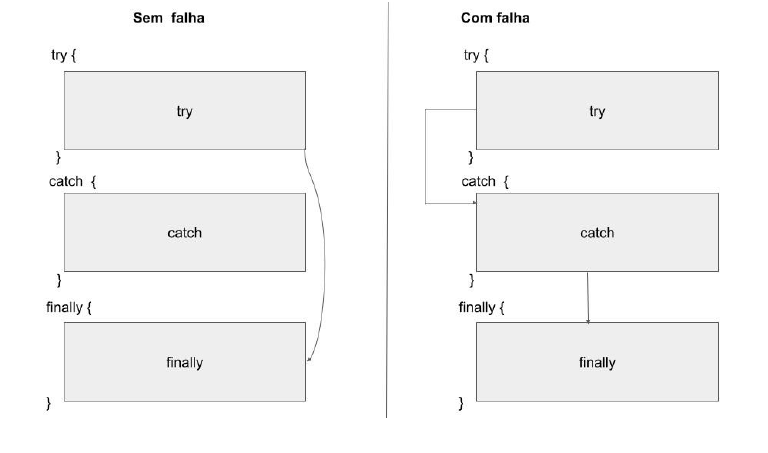 Sem falha
try {
try
}
catch {
catch
}
finally {
finally
}
Com falha
try {
try
}
catch {
catch
}
finally {
finally
}